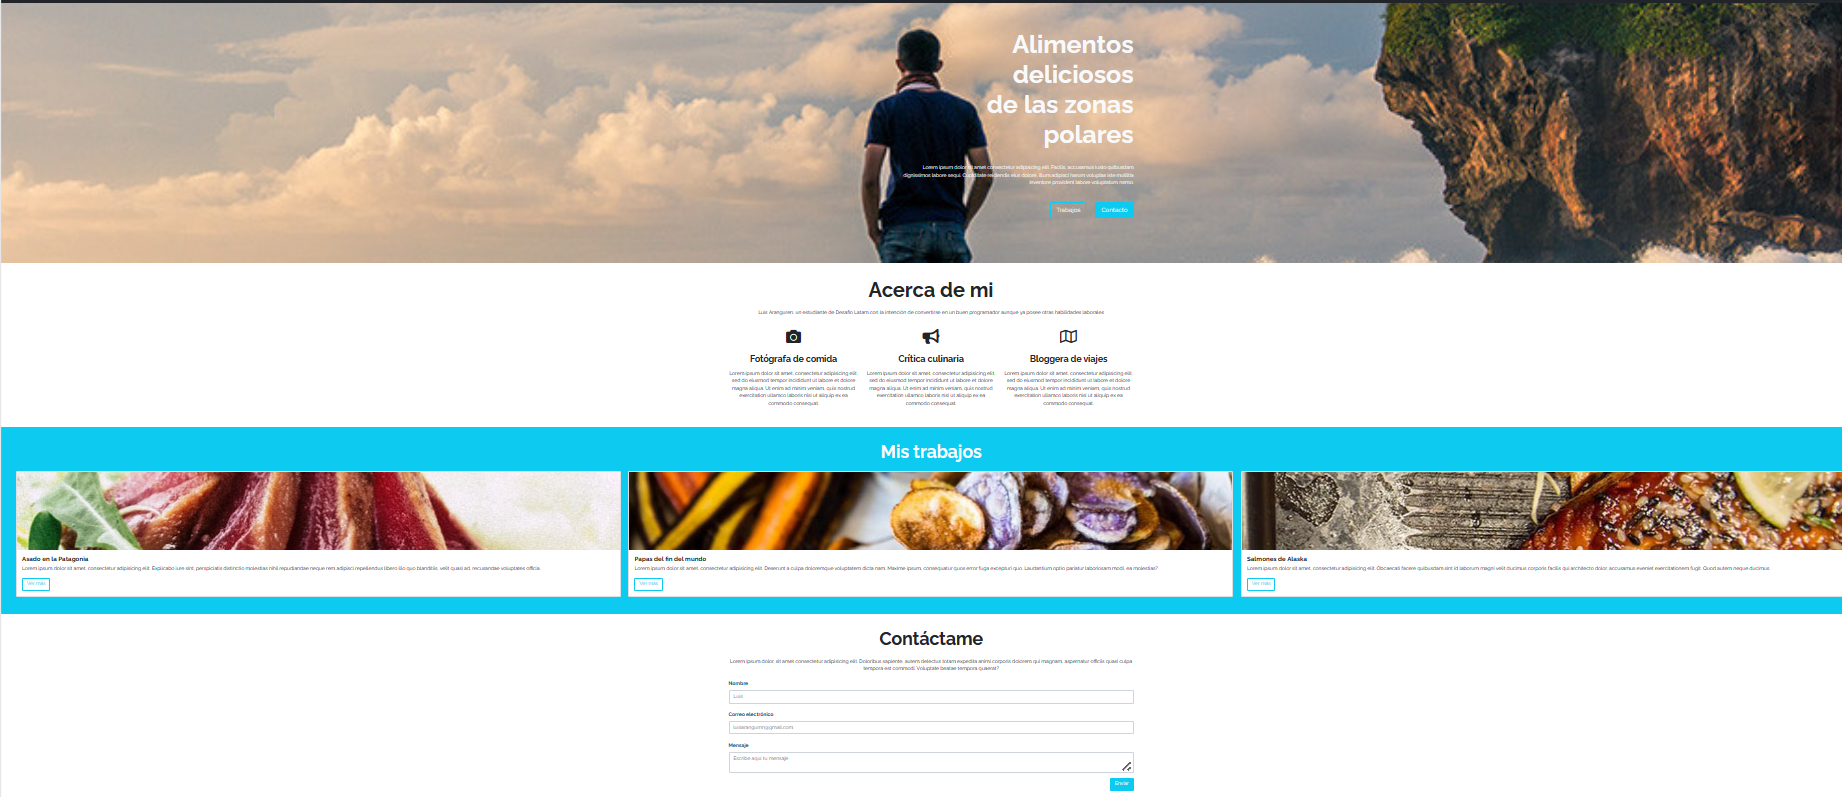 Alimentos
deliciosos
de las zonas
polares
Lorem ipsum dolor sit amet consectetur adipisicing elit. Facilis, accusamus iusto quibusdam
dignissimos labore sequi. Cupiditate reiciendis eius dolore, illum adipisci harum voluptas iste mollitia
inventore provident labore voluptatum nemo.
Trabajos
Contacto
Acerca de mi
Luis Aranguren, un estudiante de Desafio Latam con la intención de convertirse en un buen programador aunque ya posee otras habilidades laborales
Fotógrafa de comida
Lorem ipsum dolor sit amet, consectetur adipisicing elit,
sed do eiusmod tempor incididunt ut labore et dolore
magna aliqua. Ut enim ad minim veniam, quis nostrud
exercitation ullamco laboris nisi ut aliquip ex ea
commodo consequat.
Crítica culinaria
Lorem ipsum dolor sit amet, consectetur adipisicing elit,
sed do eiusmod tempor incididunt ut labore et dolore
magna aliqua. Ut enim ad minim veniam, quis nostrud
exercitation ullamco laboris nisi ut aliquip ex ea
commodo consequat.
Bloggera de viajes
Lorem ipsum dolor sit amet, consectetur adipisicing elit,
sed do eiusmod tempor incididunt ut labore et dolore
magna aliqua. Ut enim ad minim veniam, quis nostrud
exercitation ullamco laboris nisi ut aliquip ex ea
commodo consequat.
Mis trabajos
Asado en la Patagonia
Lorem ipsum dolor sit amet, consectetur adipisicing elit. Explicabo iure sint, perspiciatis distinctio molestias nihil repudiandae neque rem adipisci repellendus libero illo quo blanditiis, velit quasi ad, recusandae voluptates officia.
Ver más
Papas del fin del mundo
Lorem ipsum dolor sit amet, consectetur adipisicing elit. Deserunt a culpa doloremque voluptatem dicta nam. Maxime ipsum, consequatur quos error fuga excepturi quo. Laudantium optio pariatur laboriosam modi, ea molestias?
Ver más
Salmones de Alaska
Lorem ipsum dolor sit amet, consectetur adipisicing elit. Obcaecati facere quibusdam sint id laborum magni velit ducimus corporis facilis qui architecto dolor, accusamus eveniet exercitationem fugit. Quod autem neque ducimus.
Ver más
Contáctame
Lorem ipsum dolor, sit amet consectetur adipisicing elit. Doloribus sapiente, autem delectus totam expedita animi corporis dolorem qui magnam, aspernatur officiis quasi culpa
tempora est commodi. Voluptate beatae tempora quaerat?
Nombre
Luis
Correo electrónico
Mensaje
Escribe aquí tu mensaje
Enviar